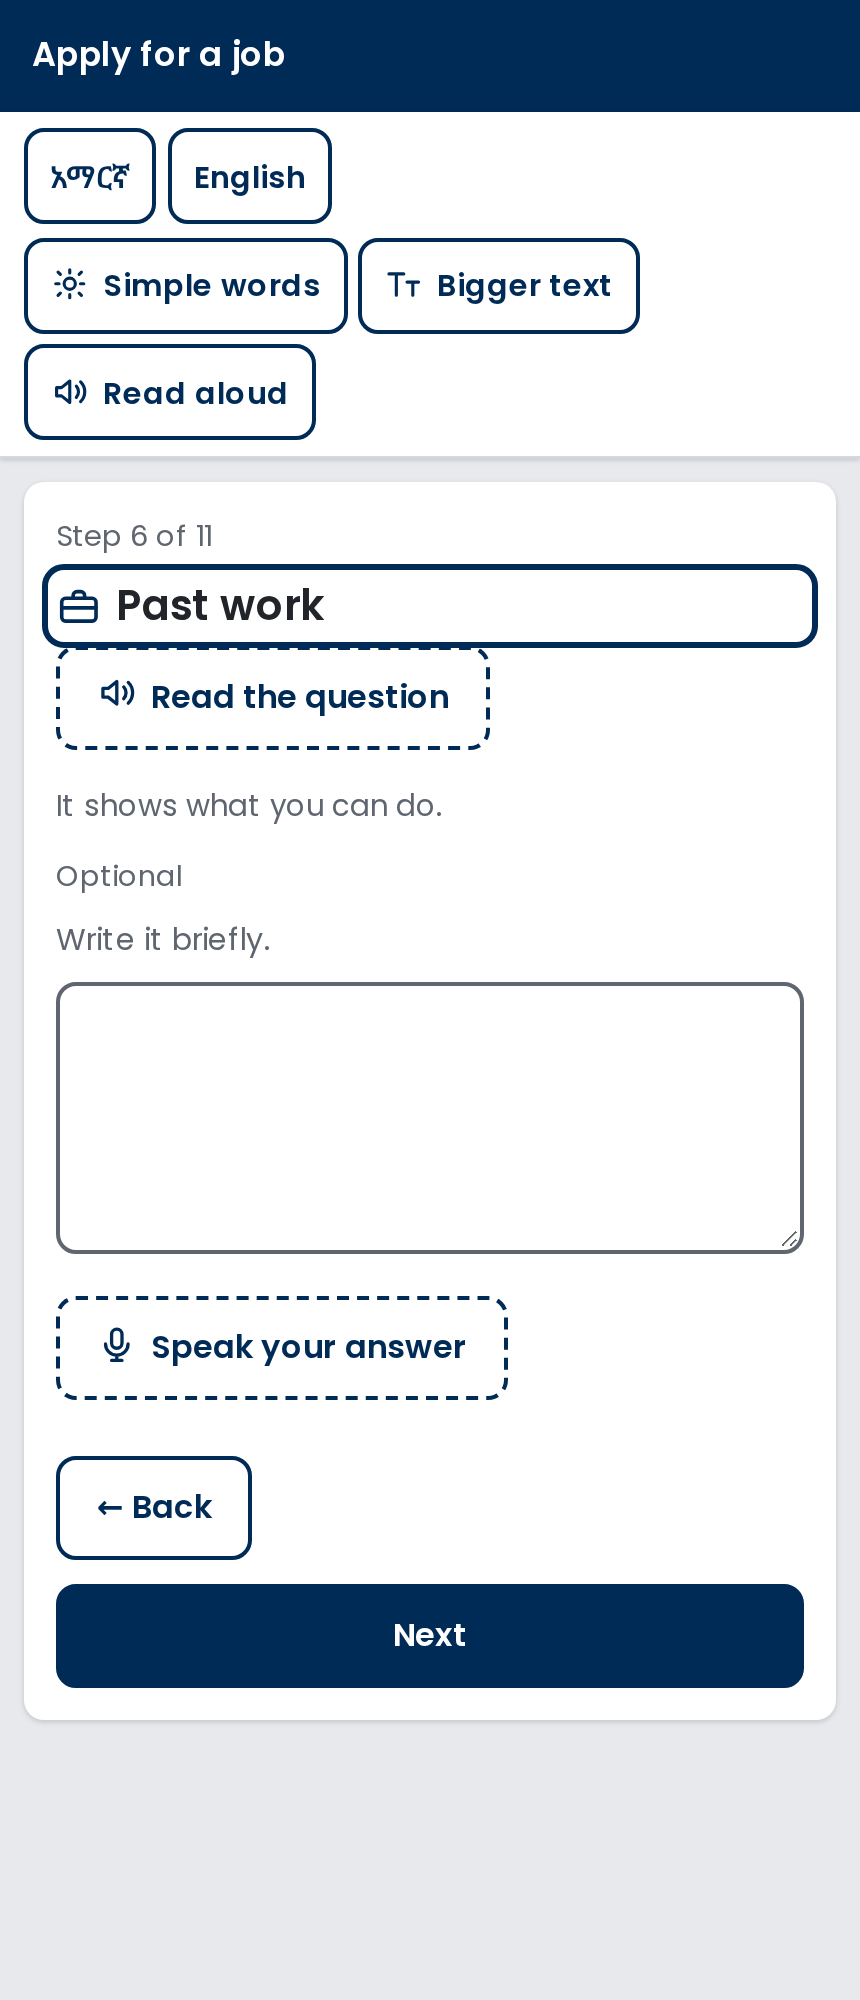 Apply for a job
አማርኛ
English
Simple words
Bigger text
Read aloud
Step 6 of 11
Past work
Read the question
It shows what you can do.
Optional
Write it briefly.
Speak your answer
← Back
Next